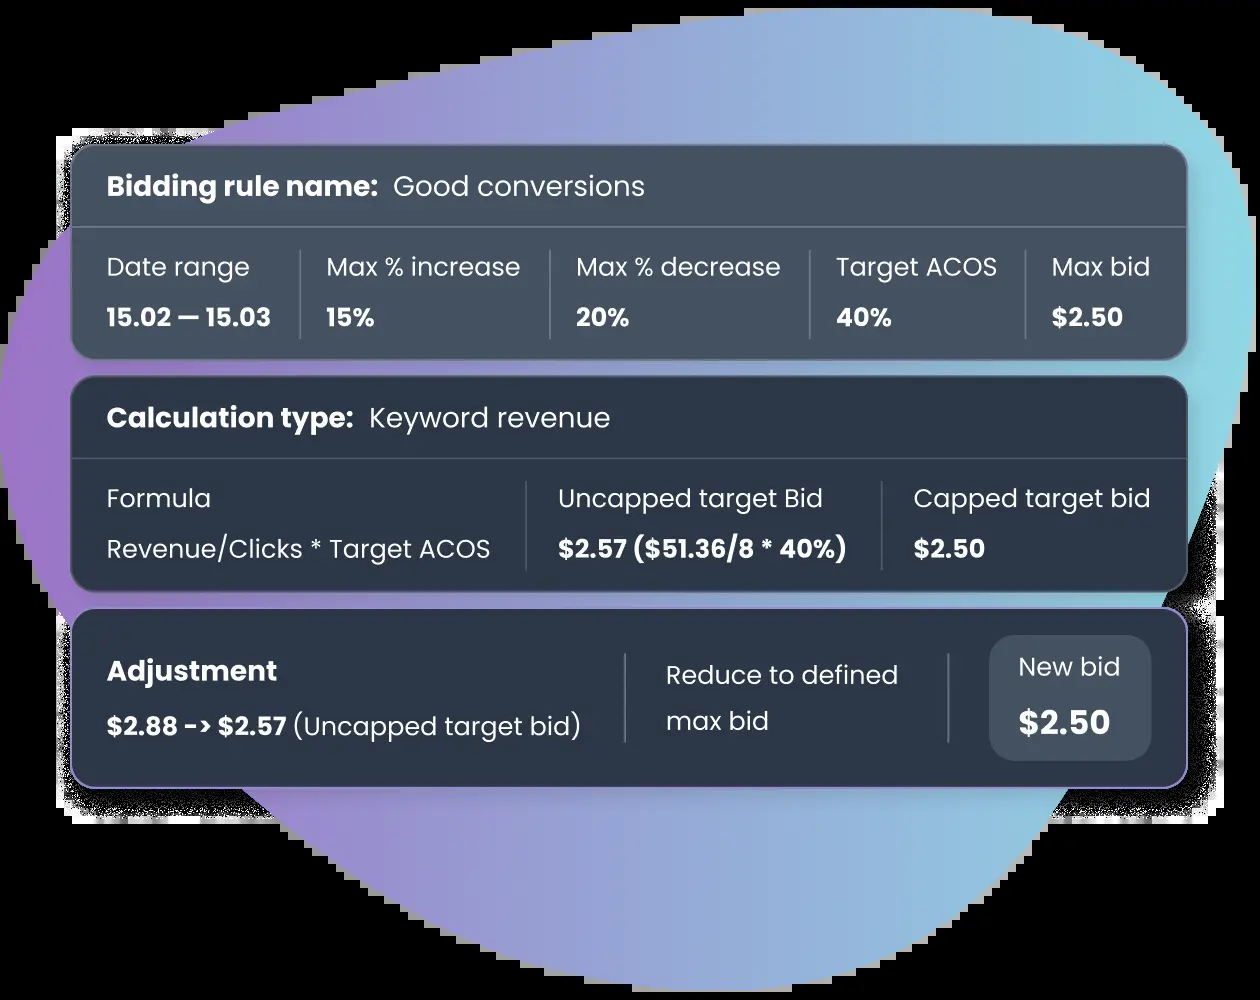 Bidding rule name: Good conversions
Date range
15.02 — 15.03
Max % increase
15%
Max % decrease
20%
Target ACOS
40%
Max bid
$2.50
Calculation type: Keyword revenue
Formula
Revenue/Clicks * Target ACOS
Uncapped target Bid
$2.57 ($51.36/8 * 40%)
Capped target bid
$2.50
Adjustment
$2.88 -> $2.57 (Uncapped target bid)
Reduce to defined
max bid
New bid
$2.50